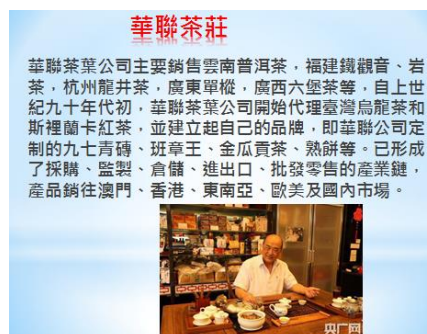 華聯茶莊
華聯茶葉公司主要銷售雲南普洱茶，福建鐵觀音、岩
茶，杭州龍井茶，廣東單樅，廣西六堡茶等，自上世
紀九十年代初，華聯茶葉公司開始代理臺灣烏龍茶和
斯裡蘭卡紅茶，並建立起自己的品牌，即華聯公司定
制的九七青磚、班章王、金瓜貢茶、熟餅等。已形成
了採購、監製、倉儲、進出口、批發零售的產業鏈，
產品銷往澳門、香港、東南亞、歐美及國內市場。
央广网